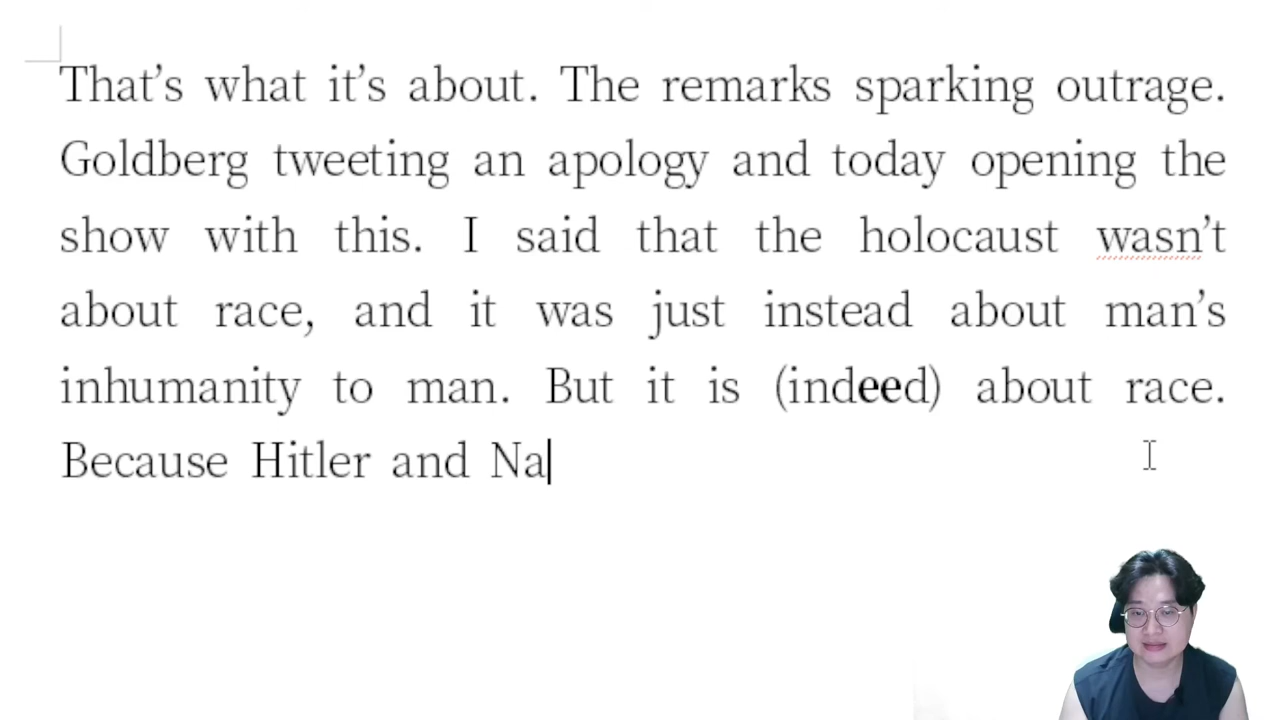 That’s what it’s about. The remarks sparking outrage.
Goldberg tweeting an apology and today opening the
show with this. I said that the holocaust wasn’t
about race, and it was just instead about man’s
inhumanity to man. But it is (indeed) about race.
Because Hitler and Na